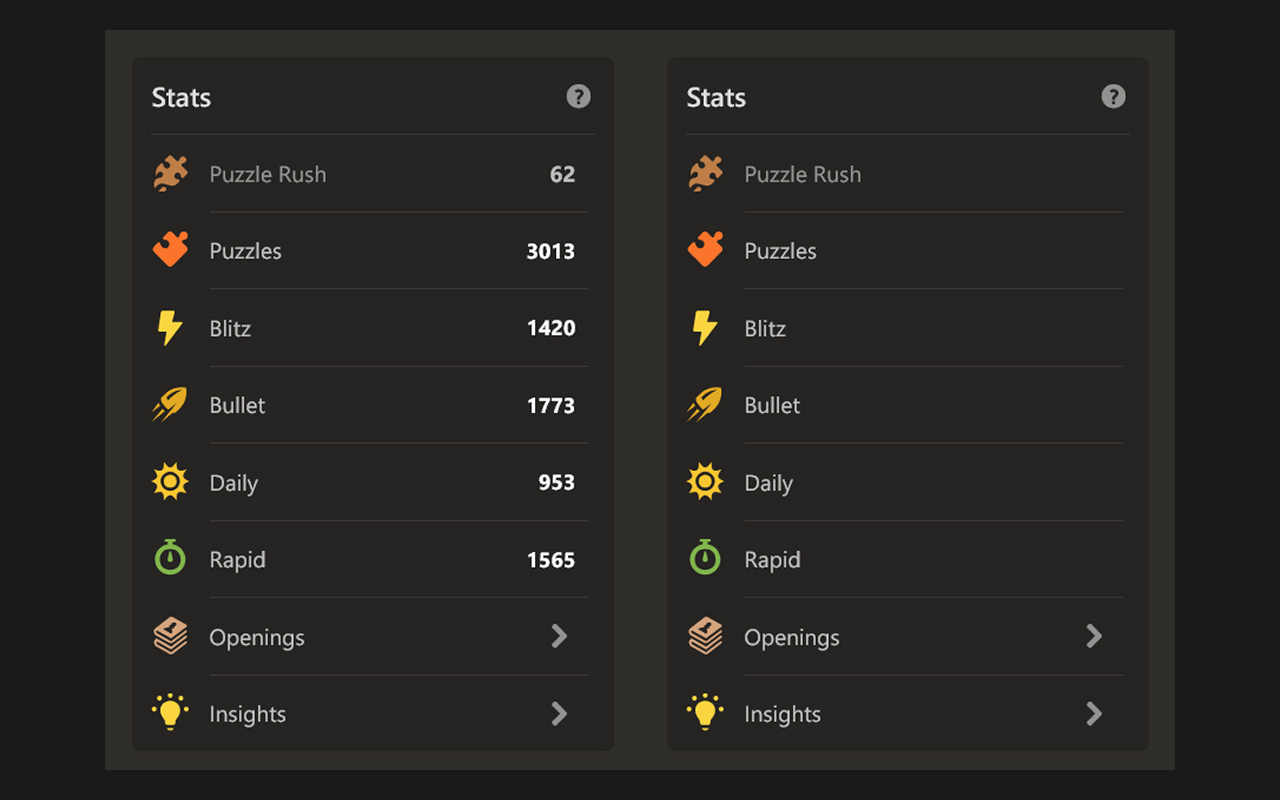 Stats
Puzzle Rush 62
Puzzles 3013
Blitz 1420
Bullet 1773
Daily 953
Rapid 1565
Openings
Insights
Stats
Puzzle Rush
Puzzles
Blitz
Bullet
Daily
Rapid
Openings
Insights